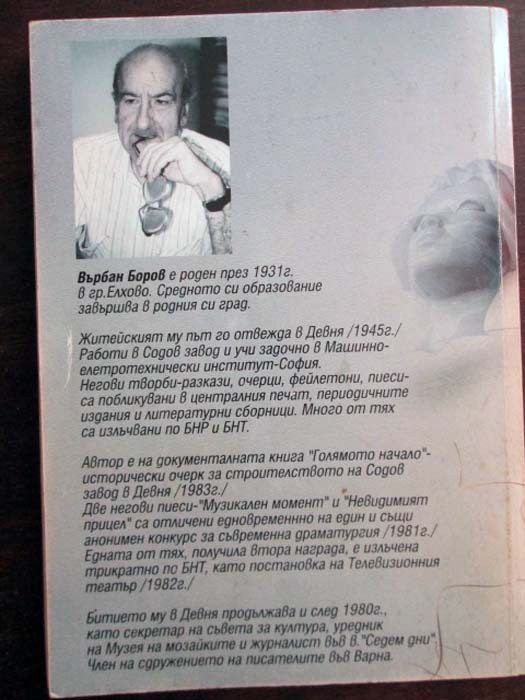 Върбан Боров е роден през 1931г.
в гр.Елхово. Средното си образование
завършва в родния си град.
Житейският му път го отвежда в Девня /1945г./
Работи в Содов завод и учи задочно в Машинно-
елетротехнически институт-София.
Негови творби-разкази, очерци, фейлетони, пиеси-
са побликувани в централния печат, периодичните
издания и литературни сборници. Много от тях
са излъчвани по БНР и БНТ.
Автор е на документалната книга "Голямото начало"-
исторически очерк за строителството на Содов
завод в Девня /1983г./
Две негови пиеси-"Музикален момент" и "Невидимият
прицел" са отличени едновременнно на един и същи
анонимен конкурс за съвременна драматургия /1981г./
Едната от тях, получила втора награда, е излъчена
трикратно по БНТ, като постановка на Телевизионния
театър /1982г./
Битието му в Девня продължава и след 1980г.,
като секретар на съвета за култура, уредник
на Музея на мозайките и журналист във в."Седем дни".
Член на сдружението на писателите във Варна.